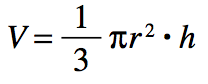 V = 1/3 πr² • h